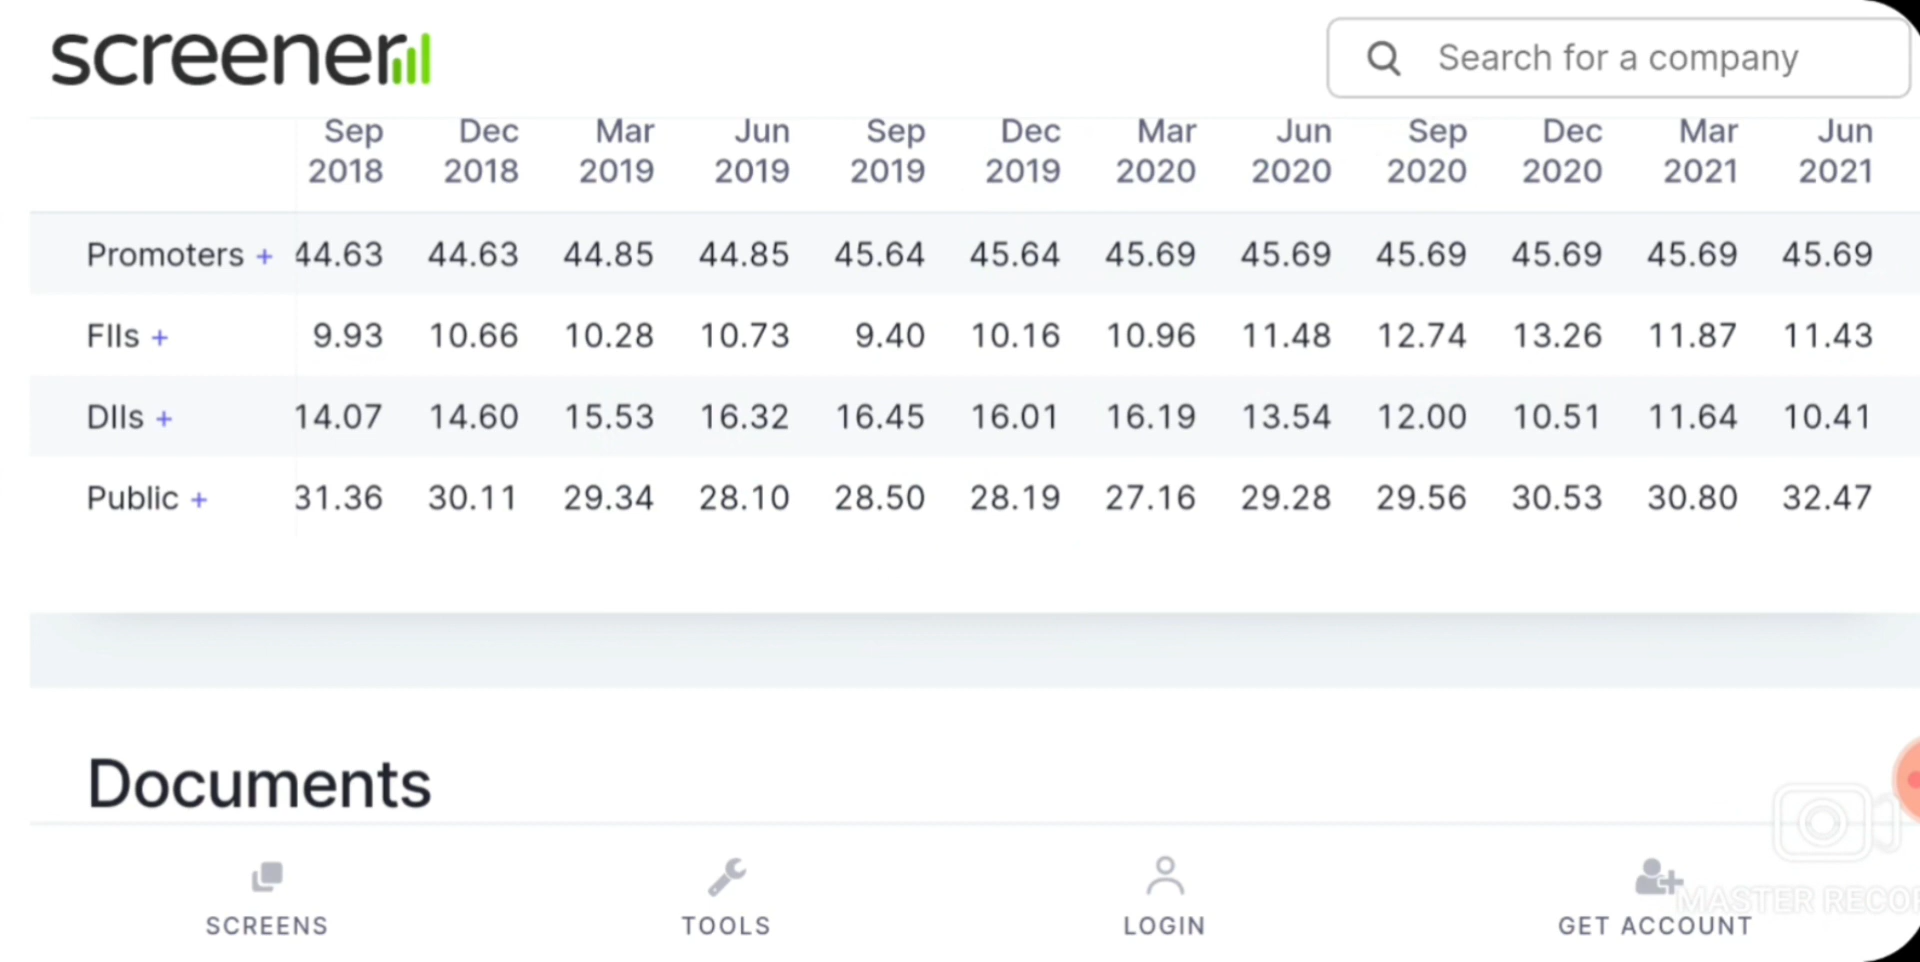 screener
Search for a company
Sep 2018 Dec 2018 Mar 2019 Jun 2019 Sep 2019 Dec 2019 Mar 2020 Jun 2020 Sep 2020 Dec 2020 Mar 2021 Jun 2021
Promoters + 44.63 44.63 44.85 44.85 45.64 45.64 45.69 45.69 45.69 45.69 45.69 45.69
FIIs + 9.93 10.66 10.28 10.73 9.40 10.16 10.96 11.48 12.74 13.26 11.87 11.43
DIIs + 14.07 14.60 15.53 16.32 16.45 16.01 16.19 13.54 12.00 10.51 11.64 10.41
Public + 31.36 30.11 29.34 28.10 28.50 28.19 27.16 29.28 29.56 30.53 30.80 32.47
Documents
MASTER RECOR
SCREENS TOOLS LOGIN GET ACCOUNT